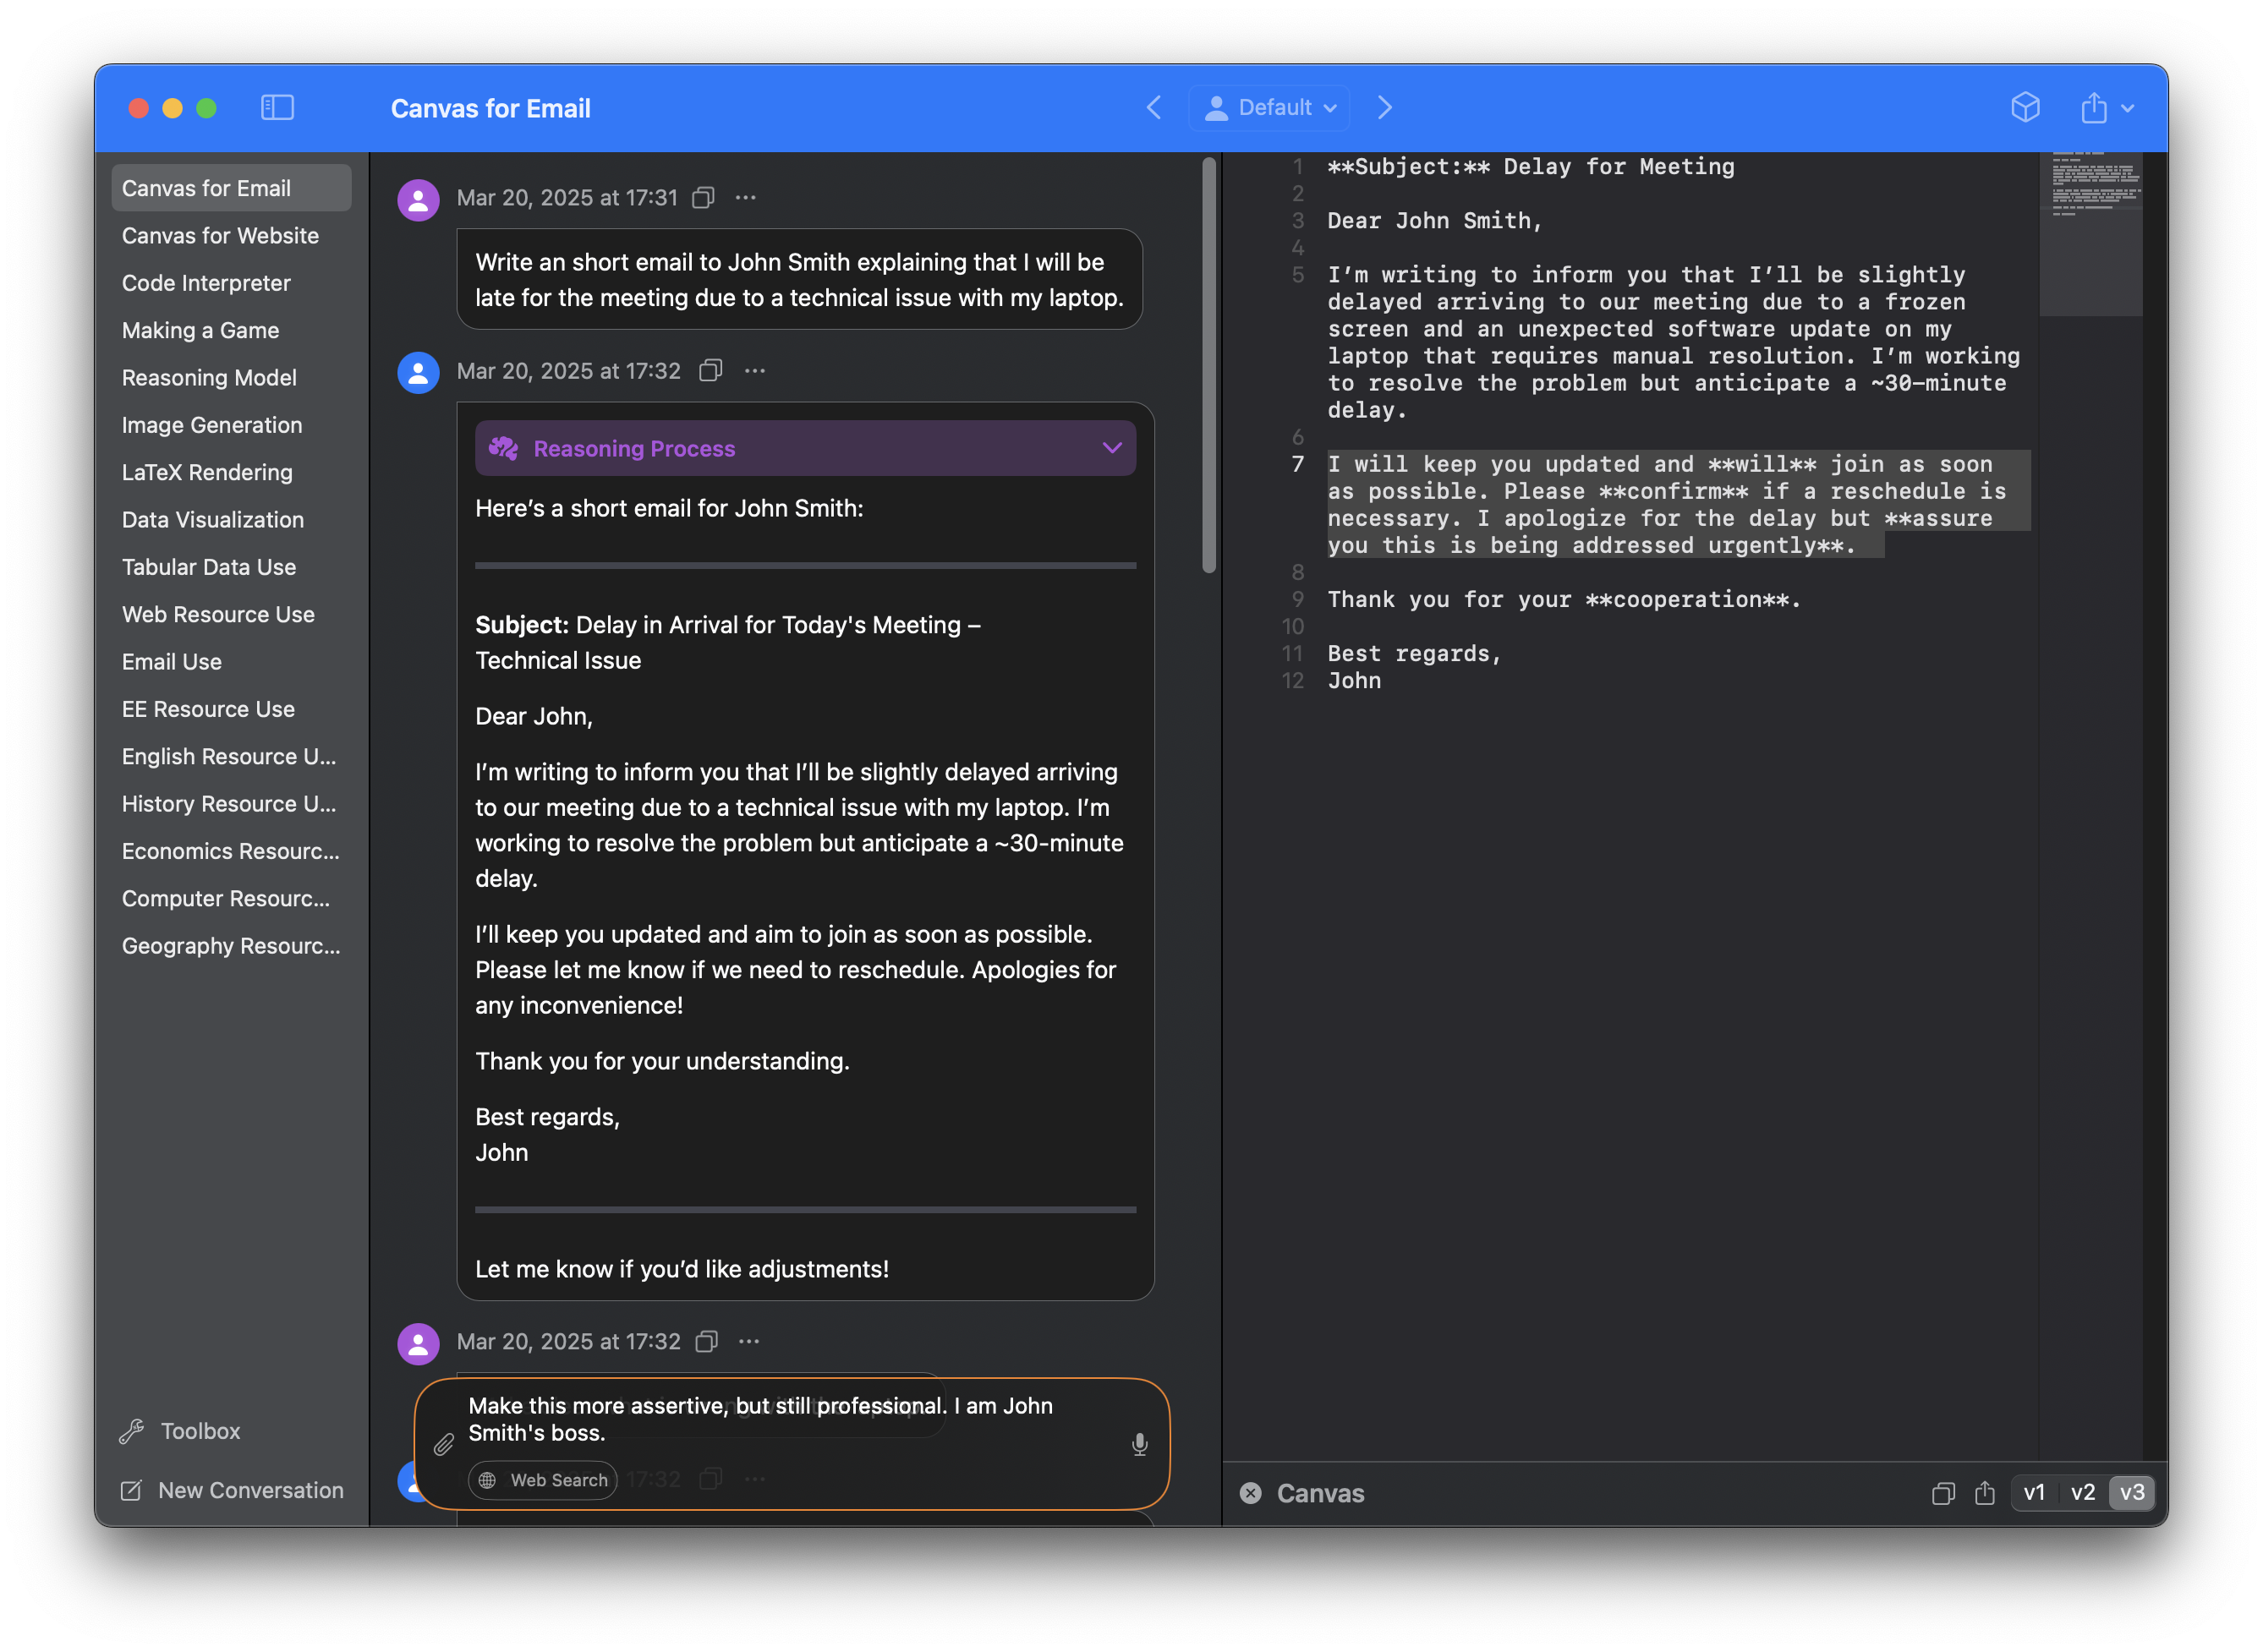 Canvas for Email
Default
Canvas for Email
Canvas for Website
Code Interpreter
Making a Game
Reasoning Model
Image Generation
LaTeX Rendering
Data Visualization
Tabular Data Use
Web Resource Use
Email Use
EE Resource Use
English Resource U...
History Resource U...
Economics Resourc...
Computer Resourc...
Geography Resourc...
Toolbox
New Conversation
Mar 20, 2025 at 17:31
Write an short email to John Smith explaining that I will be
late for the meeting due to a technical issue with my laptop.
Mar 20, 2025 at 17:32
Reasoning Process
Here’s a short email for John Smith:
Subject: Delay in Arrival for Today's Meeting –
Technical Issue
Dear John,
I’m writing to inform you that I’ll be slightly delayed arriving
to our meeting due to a technical issue with my laptop. I’m
working to resolve the problem but anticipate a ~30-minute
delay.
I’ll keep you updated and aim to join as soon as possible.
Please let me know if we need to reschedule. Apologies for
any inconvenience!
Thank you for your understanding.
Best regards,
John
Let me know if you’d like adjustments!
Mar 20, 2025 at 17:32
Make this more assertive, but still professional. I am John
Smith's boss.
Web Search
17:32
1 **Subject:** Delay for Meeting
2
3 Dear John Smith,
4
5 I’m writing to inform you that I’ll be slightly
delayed arriving to our meeting due to a frozen
screen and an unexpected software update on my
laptop that requires manual resolution. I’m working
to resolve the problem but anticipate a ~30-minute
delay.
6
7 I will keep you updated and **will** join as soon
as possible. Please **confirm** if a reschedule is
necessary. I apologize for the delay but **assure
you this is being addressed urgently**.
8
9 Thank you for your **cooperation**.
10
11 Best regards,
12 John
Canvas
v1 v2 v3